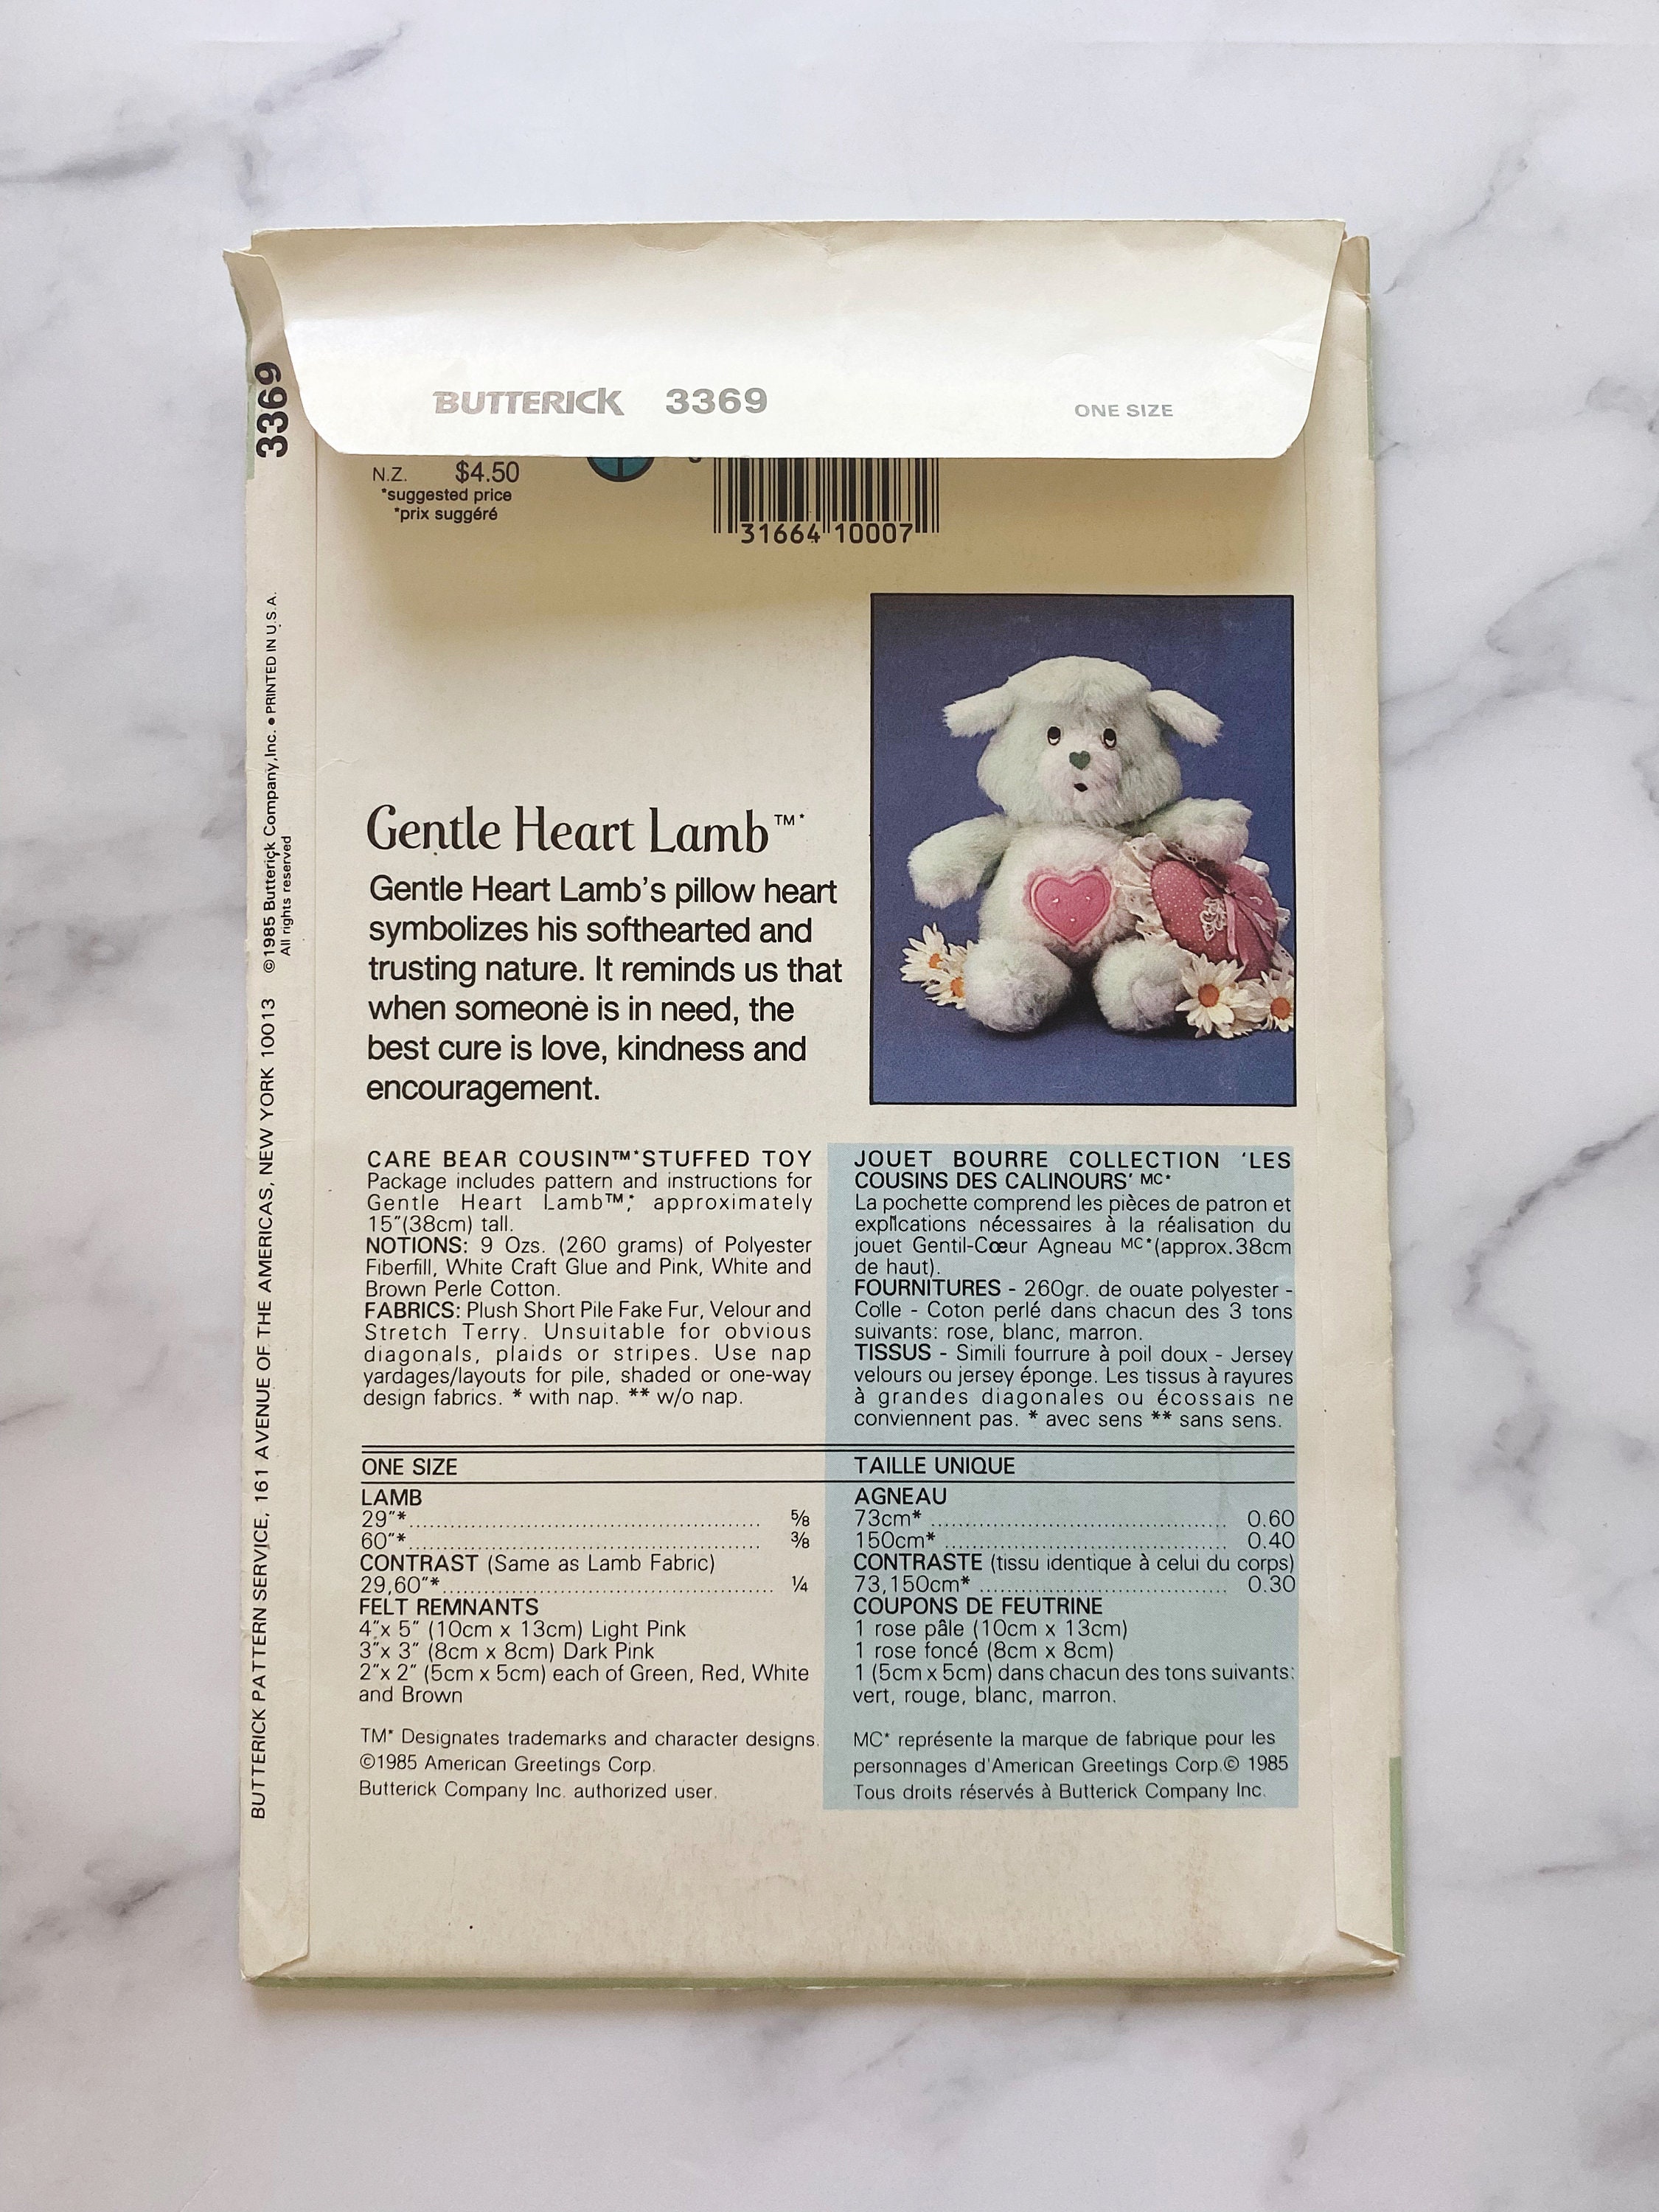 BUTTERICK 3369 ONE SIZE
3369
N.Z. $4.50
*suggested price
*prix suggéré
31664 10007
©1985 Butterick Company,Inc. ● PRINTED IN U.S.A.
All rights reserved
BUTTERICK PATTERN SERVICE, 161 AVENUE OF THE AMERICAS, NEW YORK 10013
Gentle Heart Lamb™*
Gentle Heart Lamb's pillow heart
symbolizes his softhearted and
trusting nature. It reminds us that
when someone is in need, the
best cure is love, kindness and
encouragement.
CARE BEAR COUSIN™*STUFFED TOY
Package includes pattern and instructions for
Gentle Heart Lamb™*, approximately
15"(38cm) tall.
NOTIONS: 9 Ozs. (260 grams) of Polyester
Fiberfill, White Craft Glue and Pink, White and
Brown Perle Cotton.
FABRICS: Plush Short Pile Fake Fur, Velour and
Stretch Terry. Unsuitable for obvious
diagonals, plaids or stripes. Use nap
yardages/layouts for pile, shaded or one-way
design fabrics. * with nap. ** w/o nap.
JOUET BOURRE COLLECTION 'LES
COUSINS DES CALINOURS' MC*
La pochette comprend les pièces de patron et
explications nécessaires à la réalisation du
jouet Gentil-Cœur Agneau MC*(approx.38cm
de haut).
FOURNITURES - 260gr. de ouate polyester -
Colle - Coton perlé dans chacun des 3 tons
suivants: rose, blanc, marron.
TISSUS - Simili fourrure à poil doux - Jersey
velours ou jersey éponge. Les tissus à rayures
à grandes diagonales ou écossais ne
conviennent pas. * avec sens ** sans sens.
ONE SIZE
LAMB
29"* 5/8
60"* 3/8
CONTRAST (Same as Lamb Fabric)
29,60"* 1/4
FELT REMNANTS
4"x 5" (10cm x 13cm) Light Pink
3"x 3" (8cm x 8cm) Dark Pink
2"x 2" (5cm x 5cm) each of Green, Red, White
and Brown
TM* Designates trademarks and character designs.
©1985 American Greetings Corp.
Butterick Company Inc. authorized user.
TAILLE UNIQUE
AGNEAU
73cm* 0.60
150cm* 0.40
CONTRASTE (tissu identique à celui du corps)
73,150cm* 0.30
COUPONS DE FEUTRINE
1 rose pâle (10cm x 13cm)
1 rose foncé (8cm x 8cm)
1 (5cm x 5cm) dans chacun des tons suivants:
vert, rouge, blanc, marron.
MC* représente la marque de fabrique pour les
personnages d'American Greetings Corp.© 1985
Tous droits réservés à Butterick Company Inc.